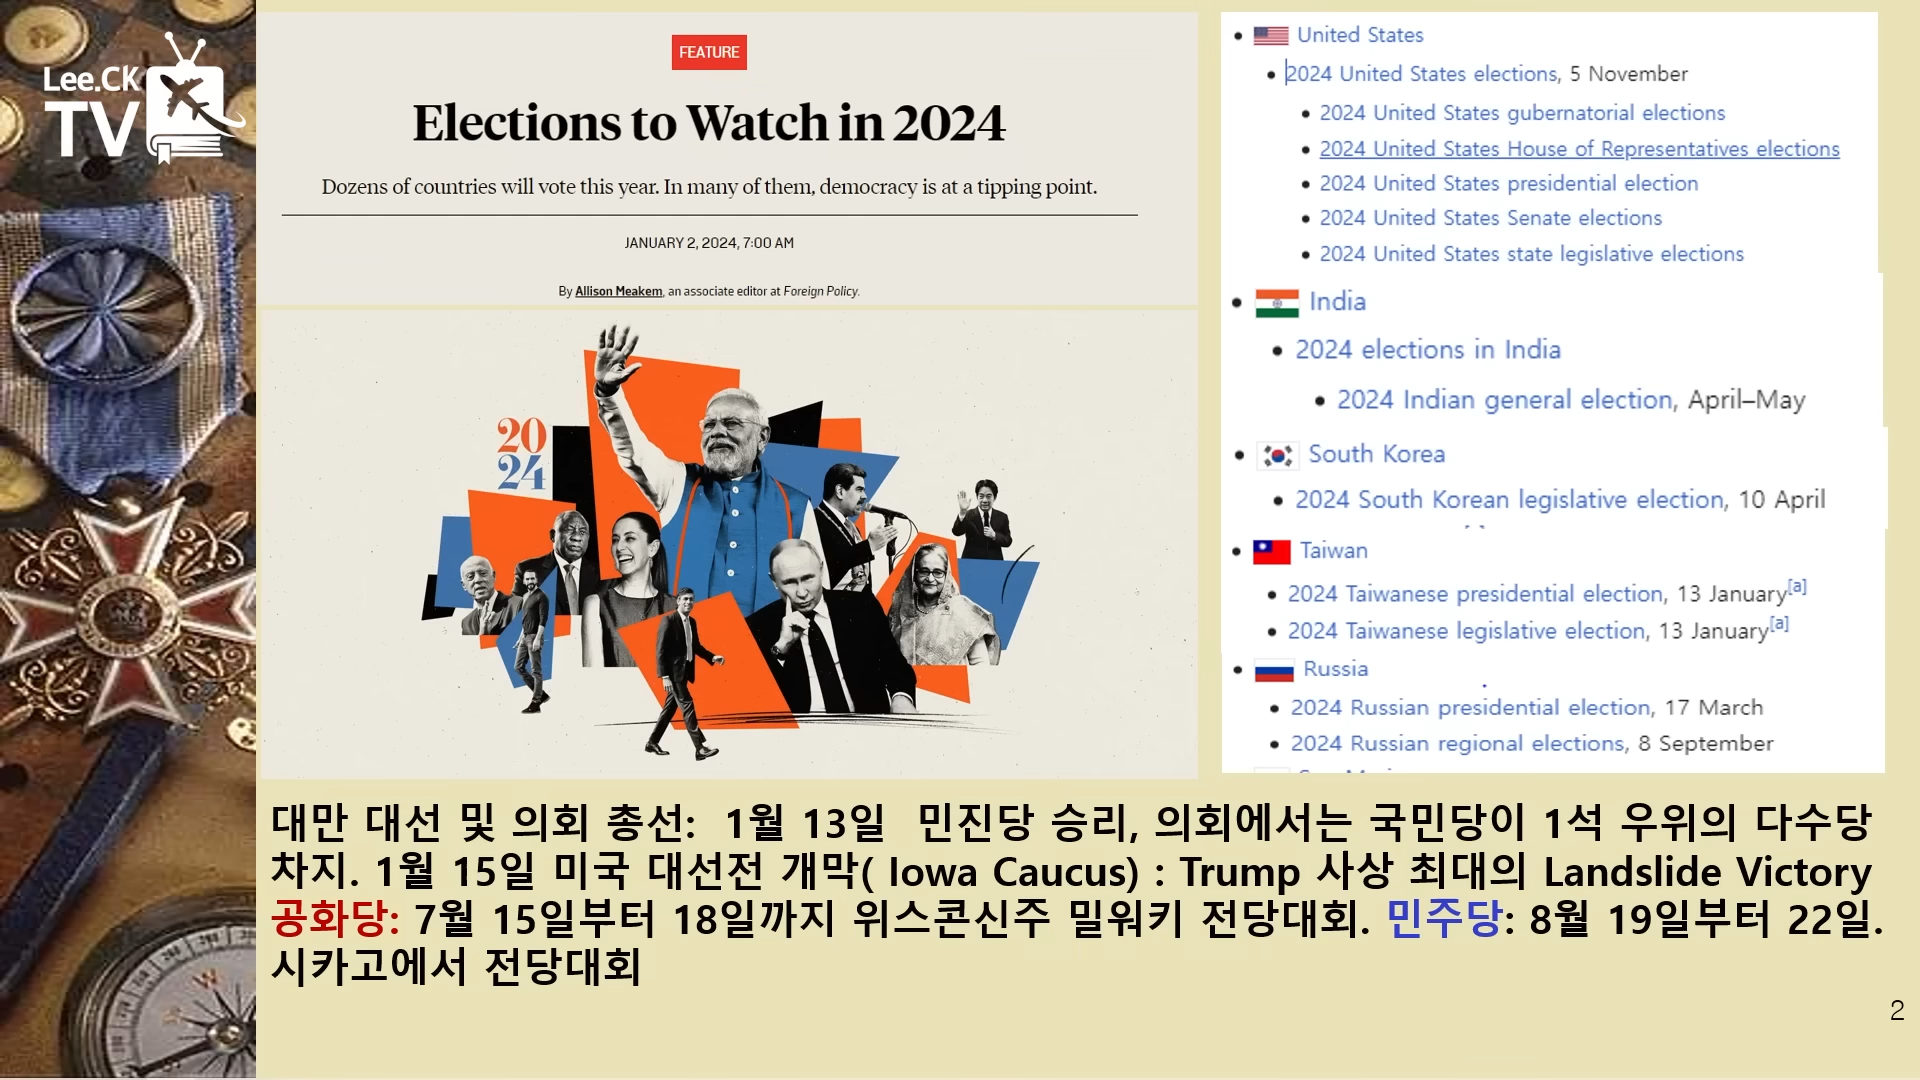 Lee.CK
TV
FEATURE
Elections to Watch in 2024
Dozens of countries will vote this year. In many of them, democracy is at a tipping point.
JANUARY 2, 2024, 7:00 AM
By Allison Meakem, an associate editor at Foreign Policy.
20
24
United States
2024 United States elections, 5 November
2024 United States gubernatorial elections
2024 United States House of Representatives elections
2024 United States presidential election
2024 United States Senate elections
2024 United States state legislative elections
India
2024 elections in India
2024 Indian general election, April–May
South Korea
2024 South Korean legislative election, 10 April
Taiwan
2024 Taiwanese presidential election, 13 January[a]
2024 Taiwanese legislative election, 13 January[a]
Russia
2024 Russian presidential election, 17 March
2024 Russian regional elections, 8 September
대만 대선 및 의회 총선: 1월 13일 민진당 승리, 의회에서는 국민당이 1석 우위의 다수당
차지. 1월 15일 미국 대선전 개막( Iowa Caucus) : Trump 사상 최대의 Landslide Victory
공화당: 7월 15일부터 18일까지 위스콘신주 밀워키 전당대회. 민주당: 8월 19일부터 22일.
시카고에서 전당대회
2